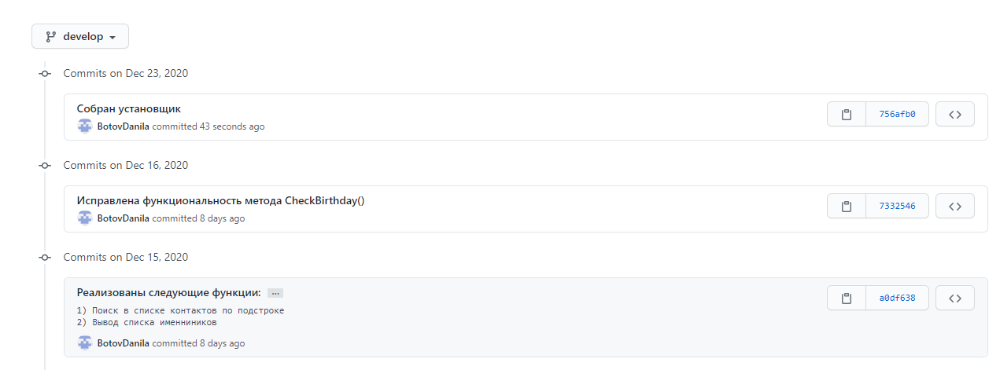 develop
Commits on Dec 23, 2020
Собран установщик
756afb0
BotovDanila committed 43 seconds ago
Commits on Dec 16, 2020
Исправлена функциональность метода CheckBirthday()
7332546
BotovDanila committed 8 days ago
Commits on Dec 15, 2020
Реализованы следующие функции: ...
a0df638
1) Поиск в списке контактов по подстроке
2) Вывод списка именниников
BotovDanila committed 8 days ago